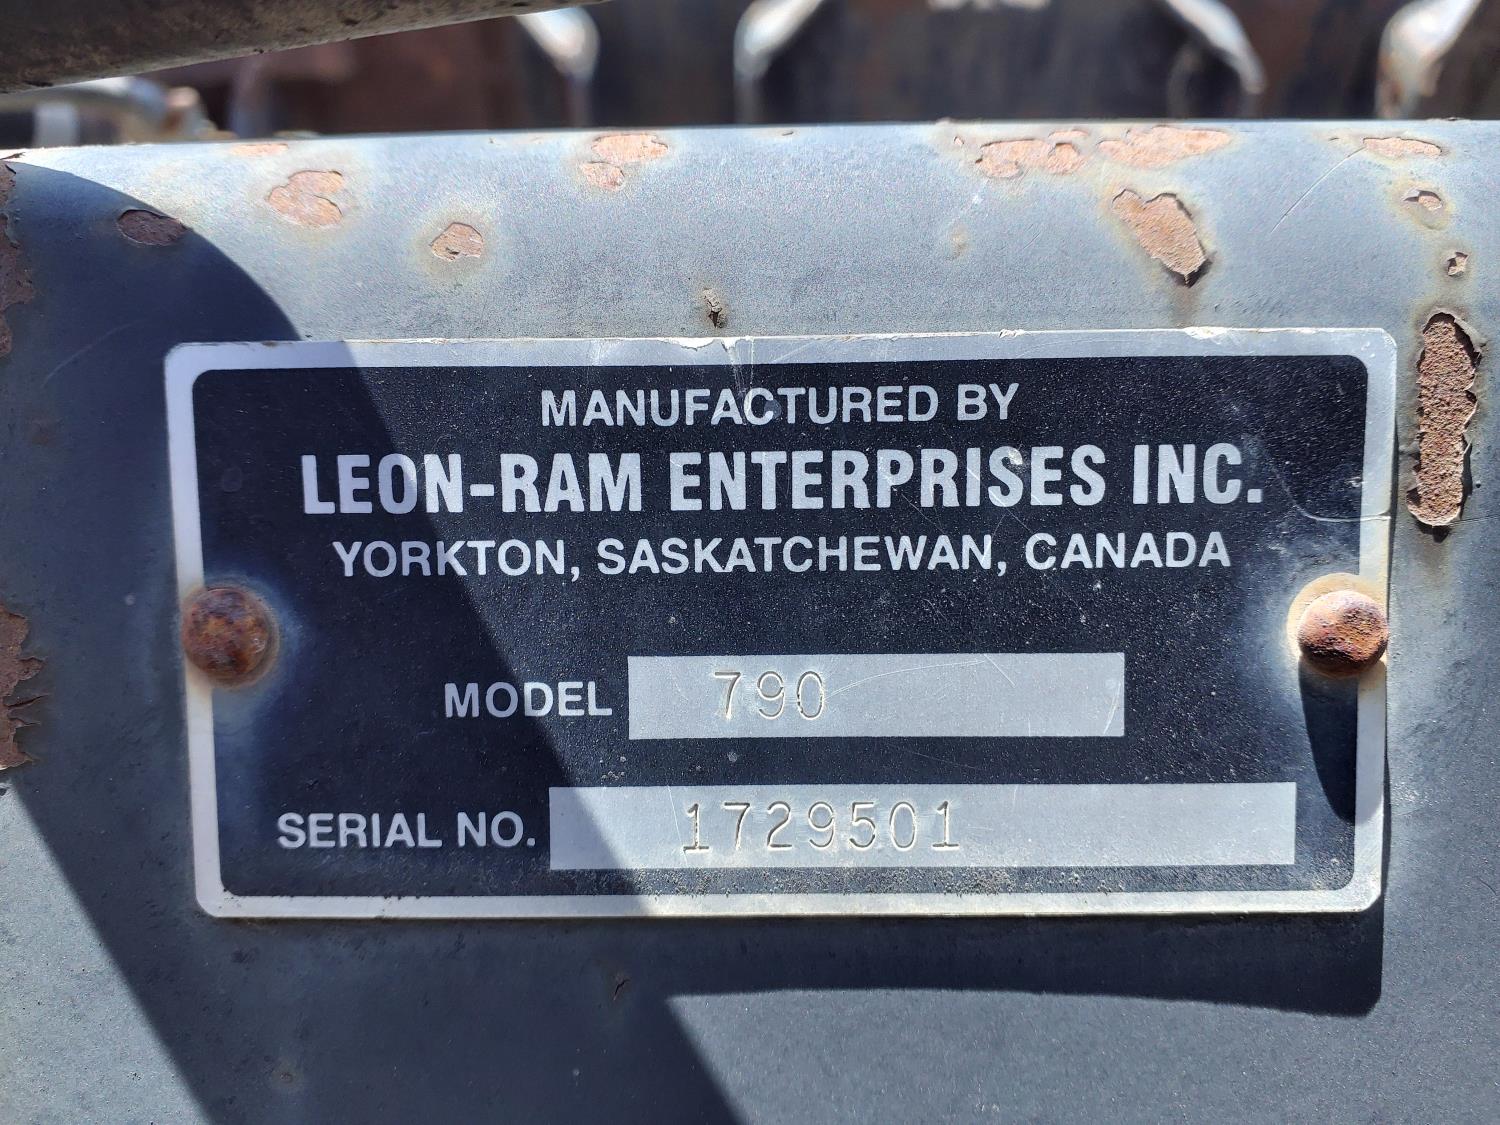 MANUFACTURED BY
LEON-RAM ENTERPRISES INC.
YORKTON, SASKATCHEWAN, CANADA
MODEL 790
SERIAL NO. 1729501